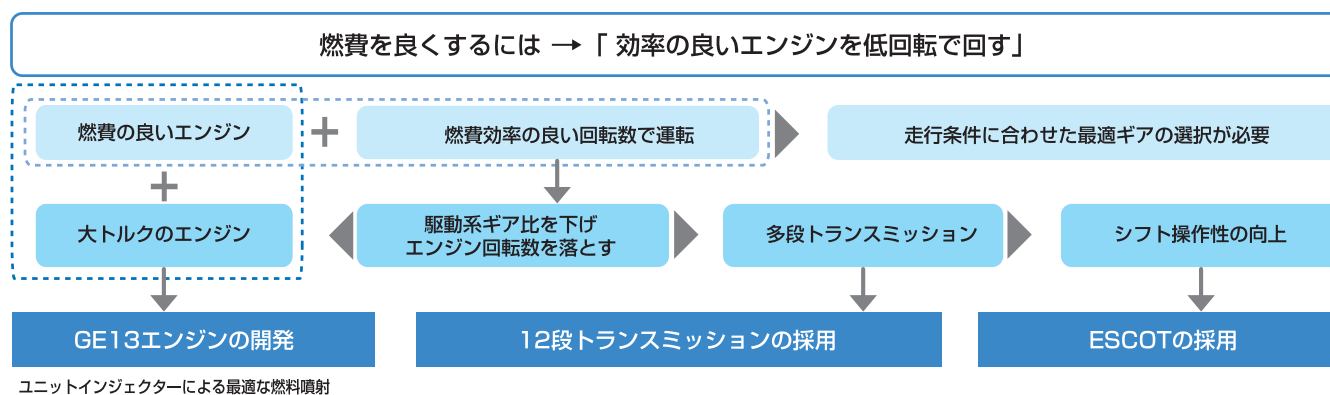 燃費を良くするには →「 効率の良いエンジンを低回転で回す」
燃費の良いエンジン
+
燃費効率の良い回転数で運転
走行条件に合わせた最適ギアの選択が必要
+
大トルクのエンジン
駆動系ギア比を下げ
エンジン回転数を落とす
多段トランスミッション
シフト操作性の向上
GE13エンジンの開発
12段トランスミッションの採用
ESCOTの採用
ユニットインジェクターによる最適な燃料噴射